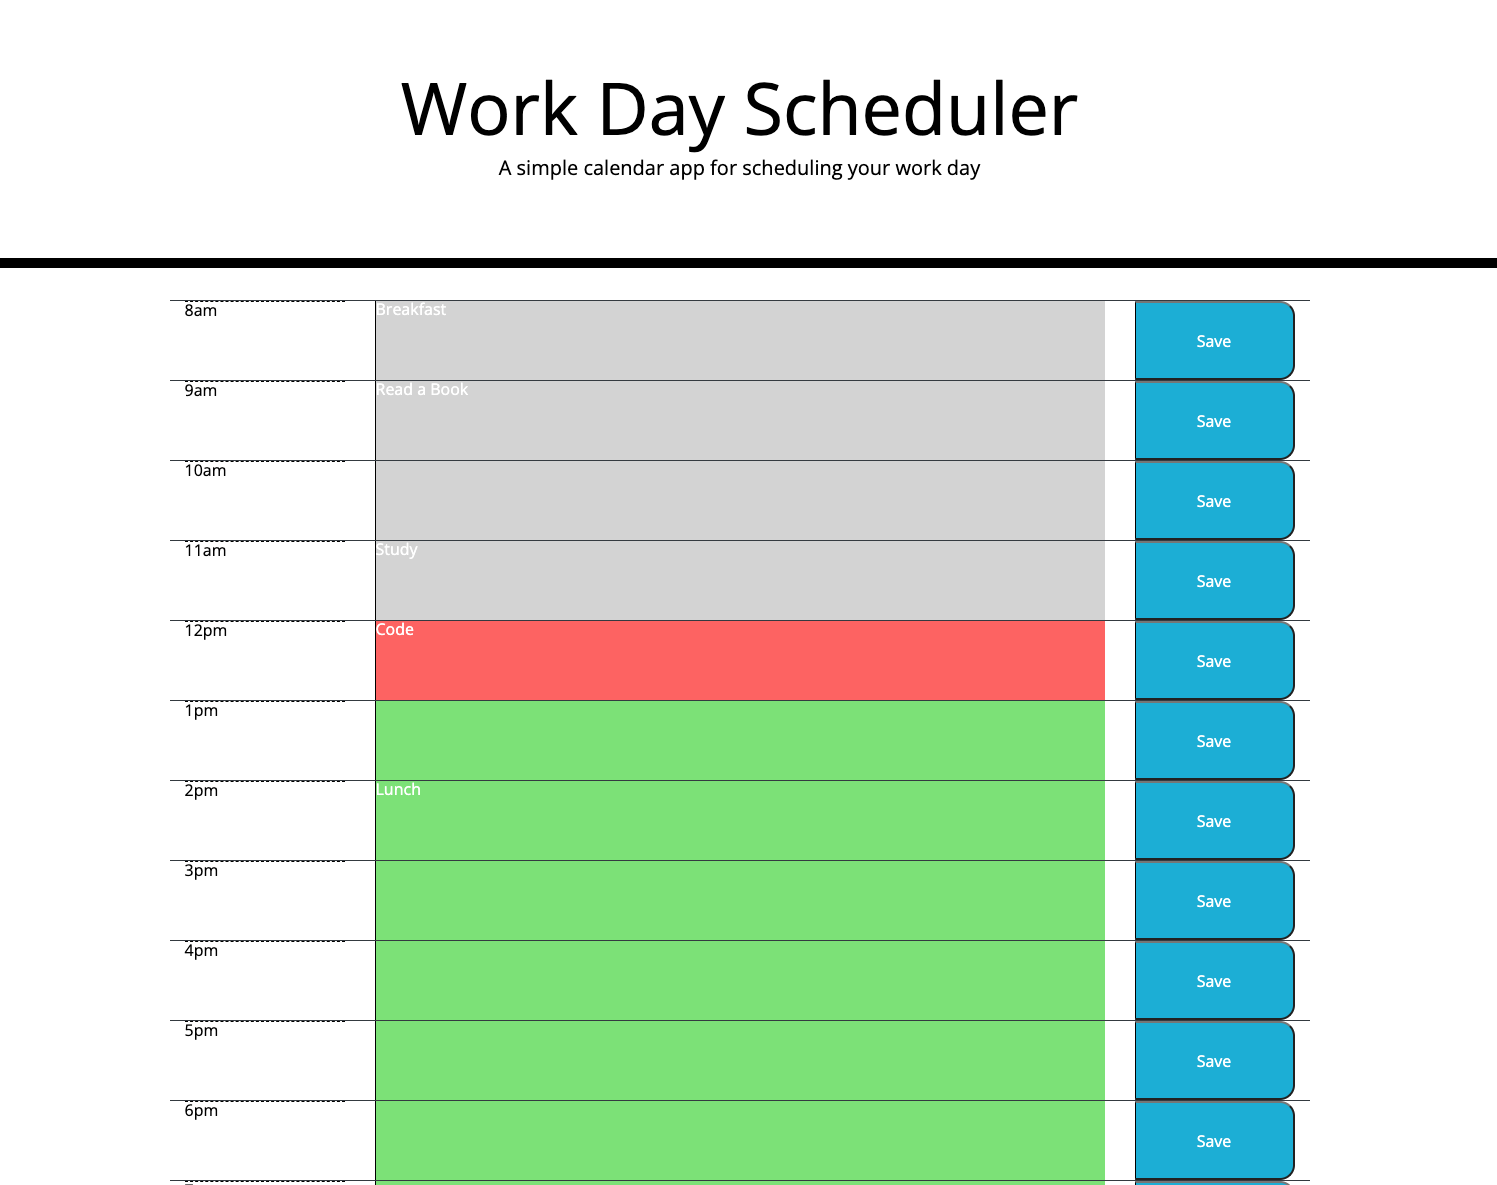 Work Day Scheduler
A simple calendar app for scheduling your work day
8am Breakfast Save
9am Read a Book Save
10am Save
11am Study Save
12pm Code Save
1pm Save
2pm Lunch Save
3pm Save
4pm Save
5pm Save
6pm Save